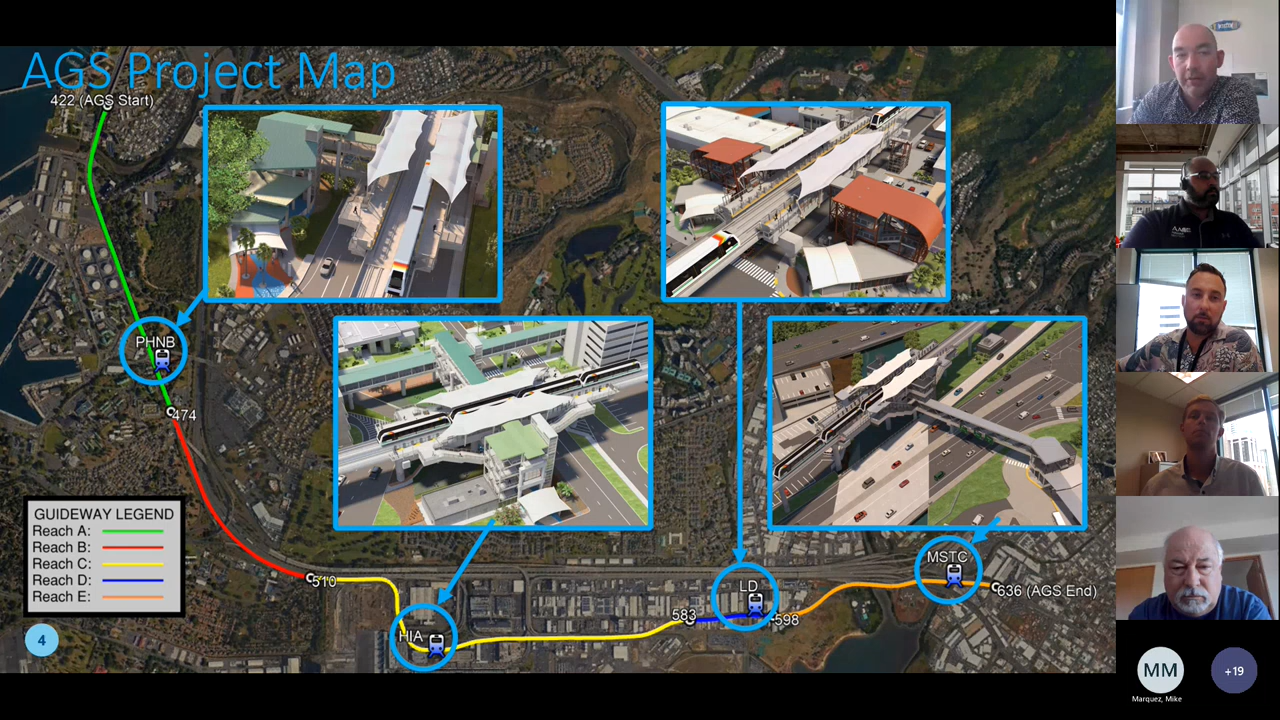 AGS Project Map
422 (AGS Start)
PHNB
474
GUIDEWAY LEGEND
Reach A:
Reach B:
Reach C:
Reach D:
Reach E:
510
HIA
583
LD
598
MSTC
636 (AGS End)
4
MM
+19
Marquez, Mike